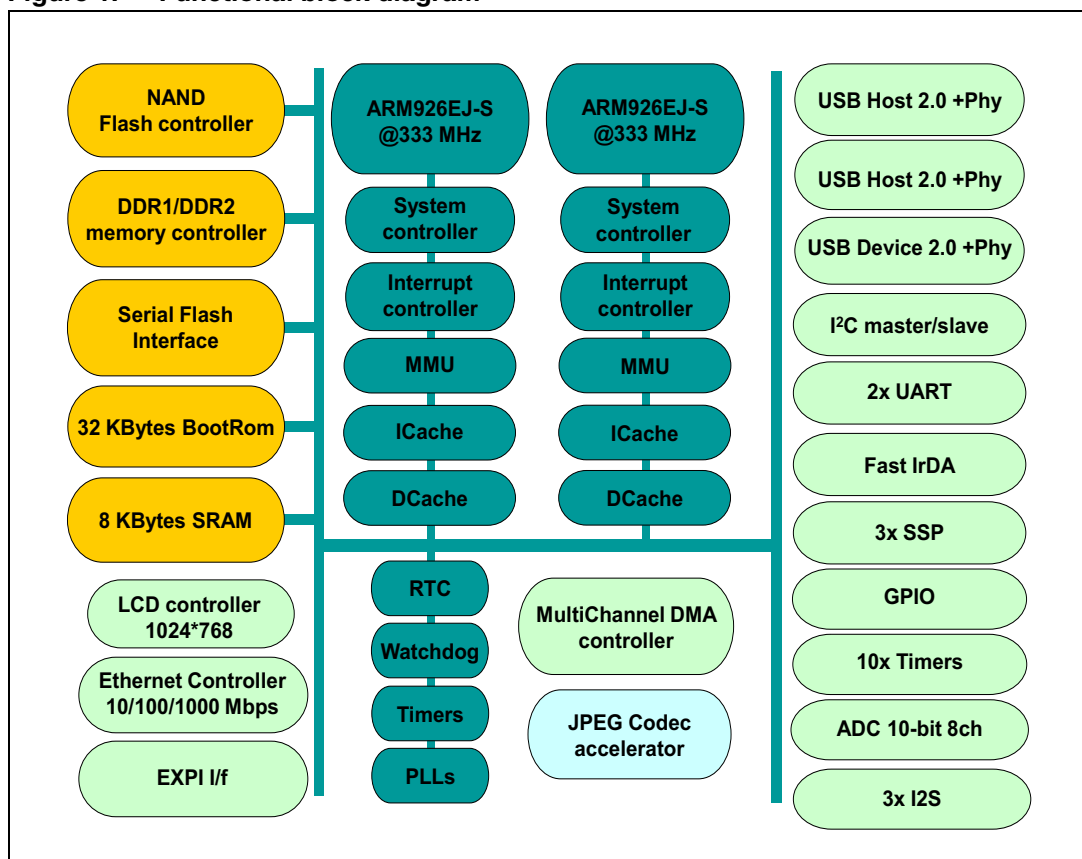 Figure 1. Functional block diagram
NAND
Flash controller
DDR1/DDR2
memory controller
Serial Flash
Interface
32 KBytes BootRom
8 KBytes SRAM
LCD controller
1024*768
Ethernet Controller
10/100/1000 Mbps
EXPI I/f
ARM926EJ-S
@333 MHz
System
controller
Interrupt
controller
MMU
ICache
DCache
RTC
Watchdog
Timers
PLLs
ARM926EJ-S
@333 MHz
System
controller
Interrupt
controller
MMU
ICache
DCache
MultiChannel DMA
controller
JPEG Codec
accelerator
USB Host 2.0 +Phy
USB Host 2.0 +Phy
USB Device 2.0 +Phy
I²C master/slave
2x UART
Fast IrDA
3x SSP
GPIO
10x Timers
ADC 10-bit 8ch
3x I2S